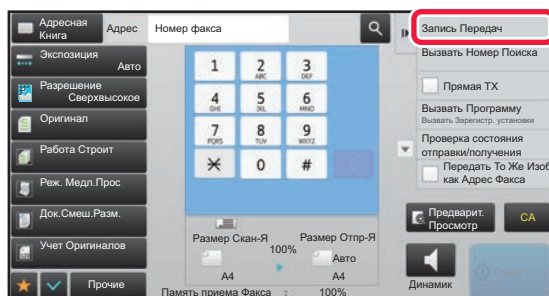 Адресная
Книга
Адрес
Номер факса
Запись Передач
Экспозиция
Авто
Вызвать Номер Поиска
Разрешение
Сверхвысокое
Прямая TX
Оригинал
Вызвать Программу
Вызвать Зарегистр. установки
Работа Строит
Проверка состояния
отправки/получения
Реж. Медл.Прос
Передать То Же Изоб
как Адрес Факса
Док.Смеш.Разм.
Учет Оригиналов
Прочие
1
2
ABC
3
DEF
4
GHI
5
JKL
6
MNO
7
PQRS
8
TUV
9
WXYZ
0
#
C
Размер Скан-Я
100%
Размер Отпр-Я
Авто
A4
A4
Память приема Факса : 100%
Предварит.
Просмотр
CA
Динамик
Старт